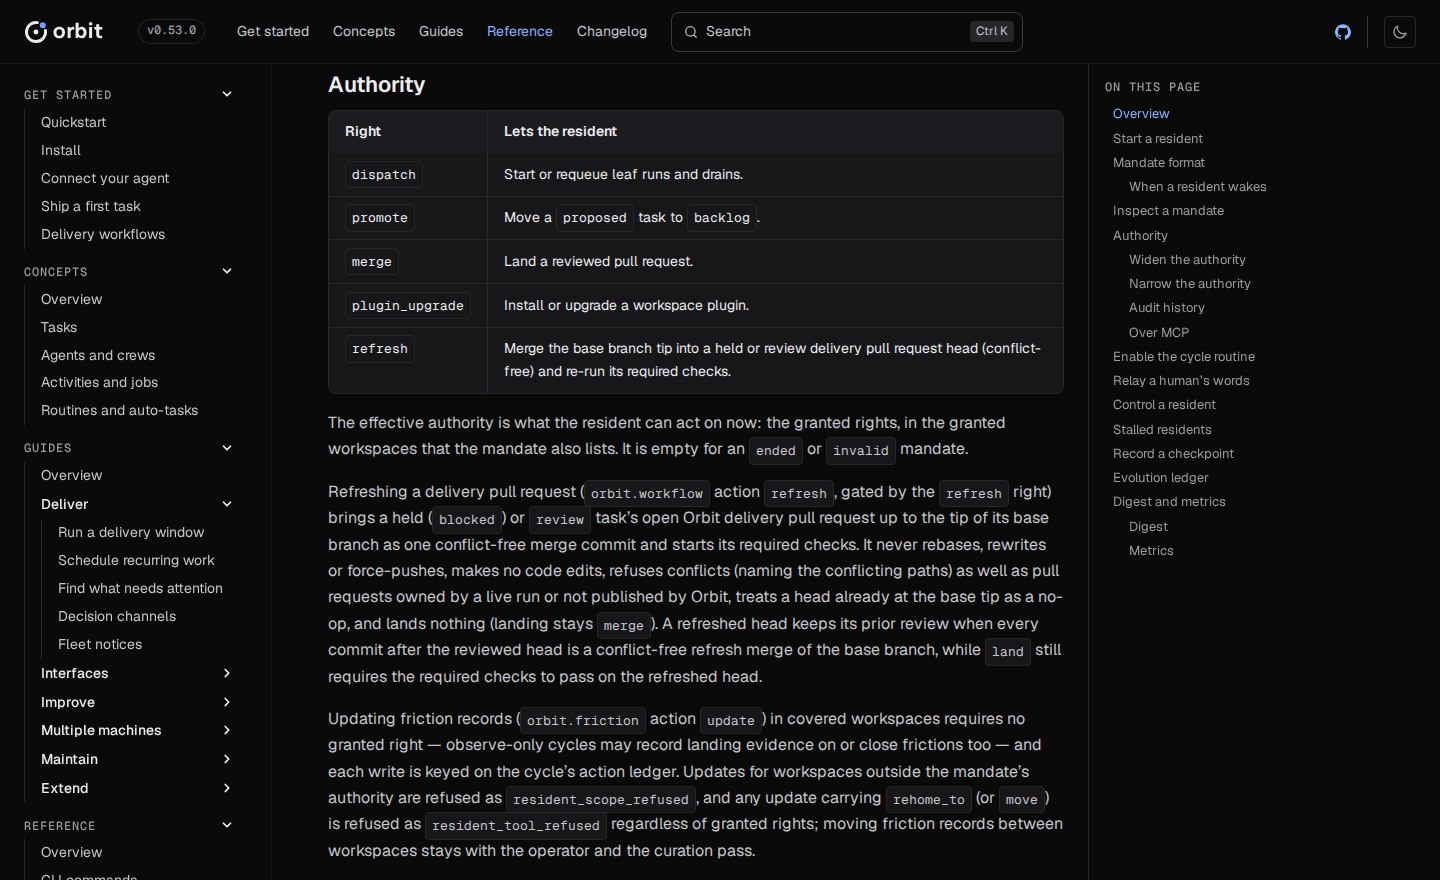 orbit
v0.53.0
Get started
Concepts
Guides
Reference
Changelog
Search
Ctrl K
GET STARTED
Quickstart
Install
Connect your agent
Ship a first task
Delivery workflows
CONCEPTS
Overview
Tasks
Agents and crews
Activities and jobs
Routines and auto-tasks
GUIDES
Overview
Deliver
Run a delivery window
Schedule recurring work
Find what needs attention
Decision channels
Fleet notices
Interfaces
Improve
Multiple machines
Maintain
Extend
REFERENCE
Overview
CLI commands
Authority
Right Lets the resident
dispatch Start or requeue leaf runs and drains.
promote Move a proposed task to backlog.
merge Land a reviewed pull request.
plugin_upgrade Install or upgrade a workspace plugin.
refresh Merge the base branch tip into a held or review delivery pull request head (conflict-
free) and re-run its required checks.
The effective authority is what the resident can act on now: the granted rights, in the granted
workspaces that the mandate also lists. It is empty for an ended or invalid mandate.
Refreshing a delivery pull request (orbit.workflow action refresh, gated by the refresh right)
brings a held (blocked) or review task’s open Orbit delivery pull request up to the tip of its base
branch as one conflict-free merge commit and starts its required checks. It never rebases, rewrites
or force-pushes, makes no code edits, refuses conflicts (naming the conflicting paths) as well as pull
requests owned by a live run or not published by Orbit, treats a head already at the base tip as a no-
op, and lands nothing (landing stays merge). A refreshed head keeps its prior review when every
commit after the reviewed head is a conflict-free refresh merge of the base branch, while land still
requires the required checks to pass on the refreshed head.
Updating friction records (orbit.friction action update) in covered workspaces requires no
granted right — observe-only cycles may record landing evidence on or close frictions too — and
each write is keyed on the cycle’s action ledger. Updates for workspaces outside the mandate’s
authority are refused as resident_scope_refused, and any update carrying rehome_to (or move)
is refused as resident_tool_refused regardless of granted rights; moving friction records between
workspaces stays with the operator and the curation pass.
ON THIS PAGE
Overview
Start a resident
Mandate format
When a resident wakes
Inspect a mandate
Authority
Widen the authority
Narrow the authority
Audit history
Over MCP
Enable the cycle routine
Relay a human’s words
Control a resident
Stalled residents
Record a checkpoint
Evolution ledger
Digest and metrics
Digest
Metrics